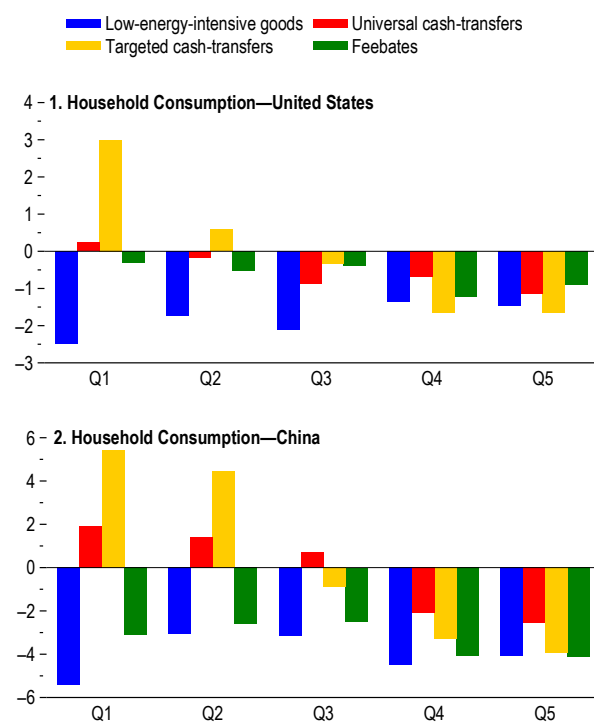 Low-energy-intensive goods Universal cash-transfers
Targeted cash-transfers Feebates
1. Household Consumption—United States
4
3
2
1
0
–1
–2
–3
Q1 Q2 Q3 Q4 Q5
2. Household Consumption—China
6
4
2
0
–2
–4
–6
Q1 Q2 Q3 Q4 Q5